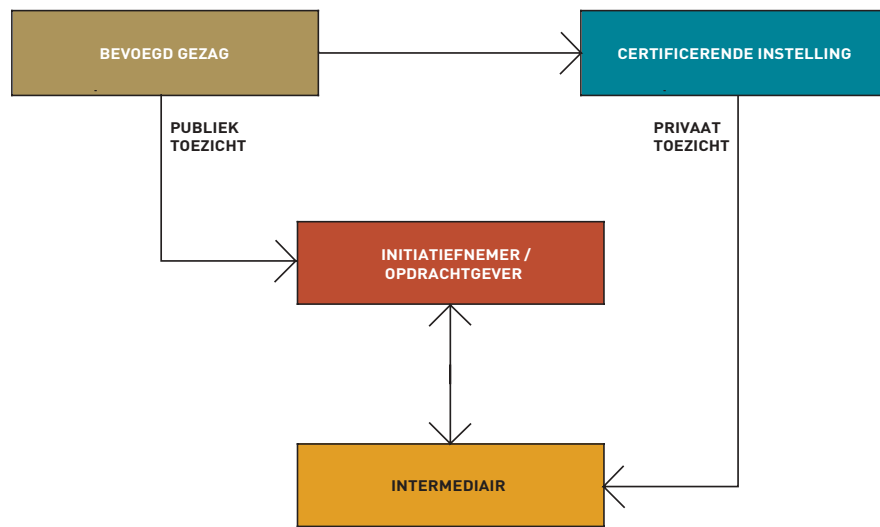 BEVOEGD GEZAG
CERTIFICERENDE INSTELLING
PUBLIEK
TOEZICHT
PRIVAAT
TOEZICHT
INITIATIEFNEMER /
OPDRACHTGEVER
INTERMEDIAIR